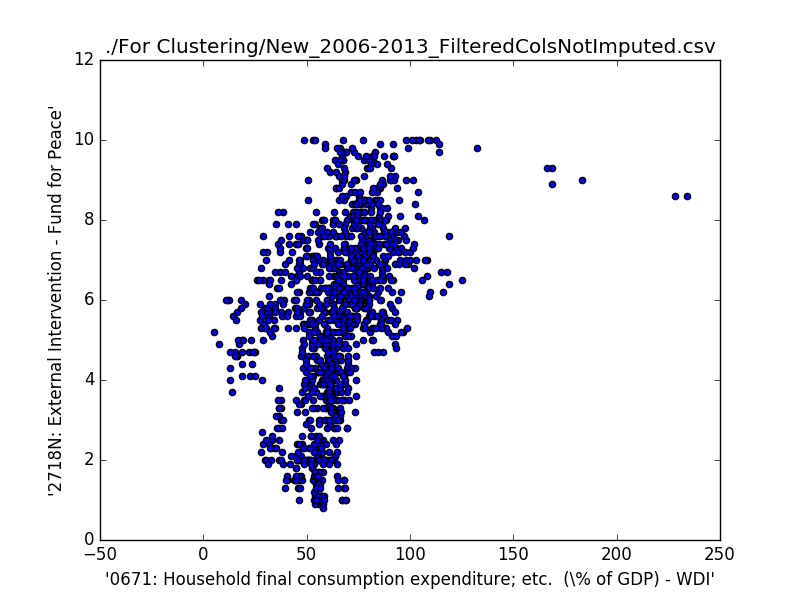 ./For Clustering/New_2006-2013_FilteredColsNotImputed.csv
12
10
8
6
4
2
0
'2718N: External Intervention - Fund for Peace'
−50 0 50 100 150 200 250
'0671: Household final consumption expenditure; etc. (\% of GDP) - WDI'